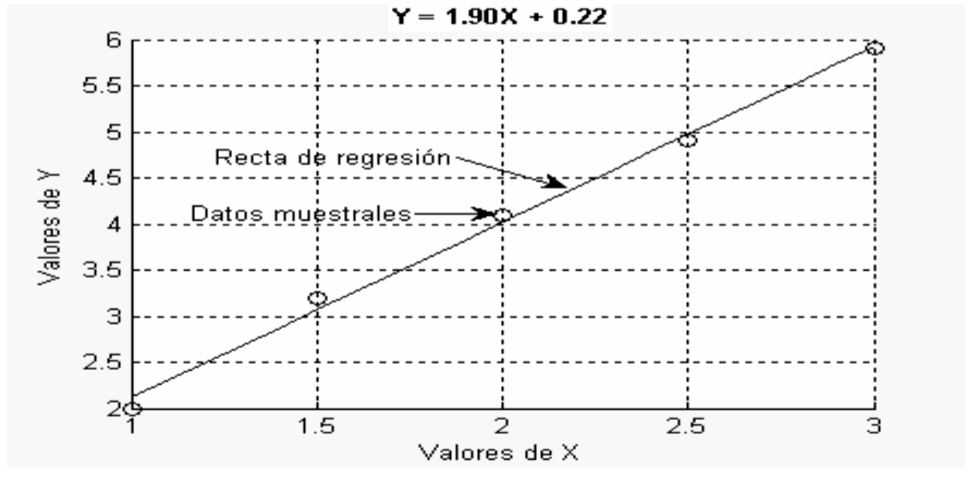 Y = 1.90X + 0.22
6
5.5
5
4.5
4
3.5
3
2.5
2
Valores de Y
Recta de regresión
Datos muestrales
1
1.5
2
2.5
3
Valores de X